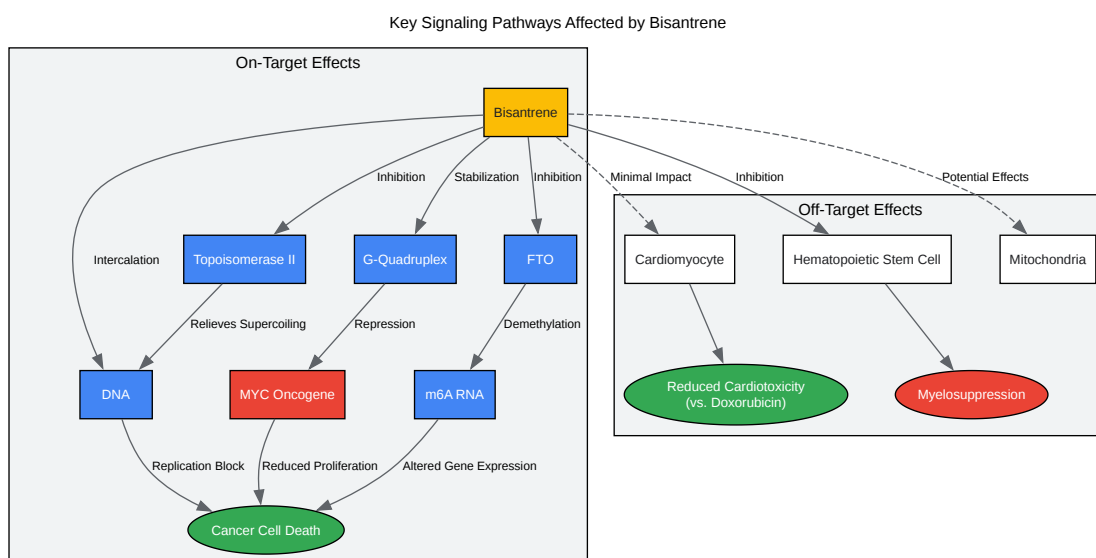 Key Signaling Pathways Affected by Bisantrene
On-Target Effects
Bisantrene
Inhibition
Stabilization
Inhibition
Minimal Impact
Inhibition
Potential Effects
Off-Target Effects
Intercalation
Topoisomerase II
G-Quadruplex
FTO
Cardiomyocyte
Hematopoietic Stem Cell
Mitochondria
Relieves Supercoiling
Repression
Demethylation
DNA
MYC Oncogene
m6A RNA
Reduced Cardiotoxicity
(vs. Doxorubicin)
Myelosuppression
Replication Block
Reduced Proliferation
Altered Gene Expression
Cancer Cell Death